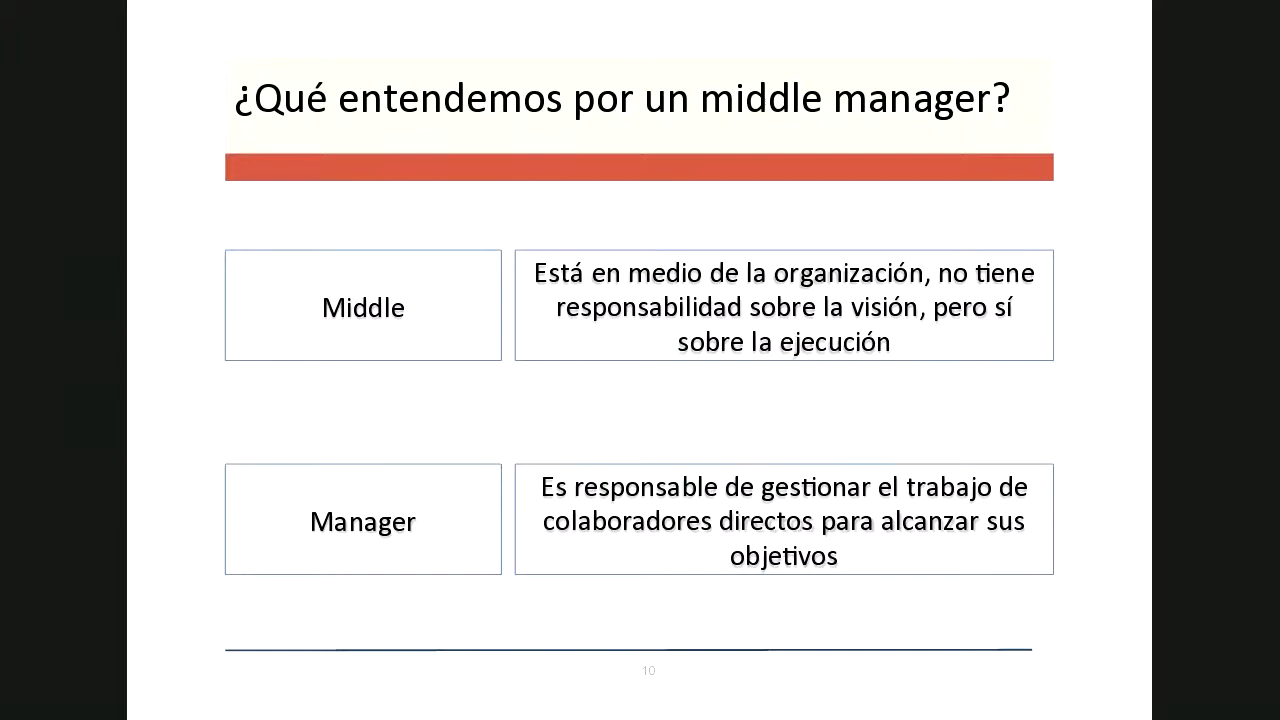 ¿Qué entendemos por un middle manager?
Middle
Está en medio de la organización, no tiene
responsabilidad sobre la visión, pero sí
sobre la ejecución
Manager
Es responsable de gestionar el trabajo de
colaboradores directos para alcanzar sus
objetivos
10